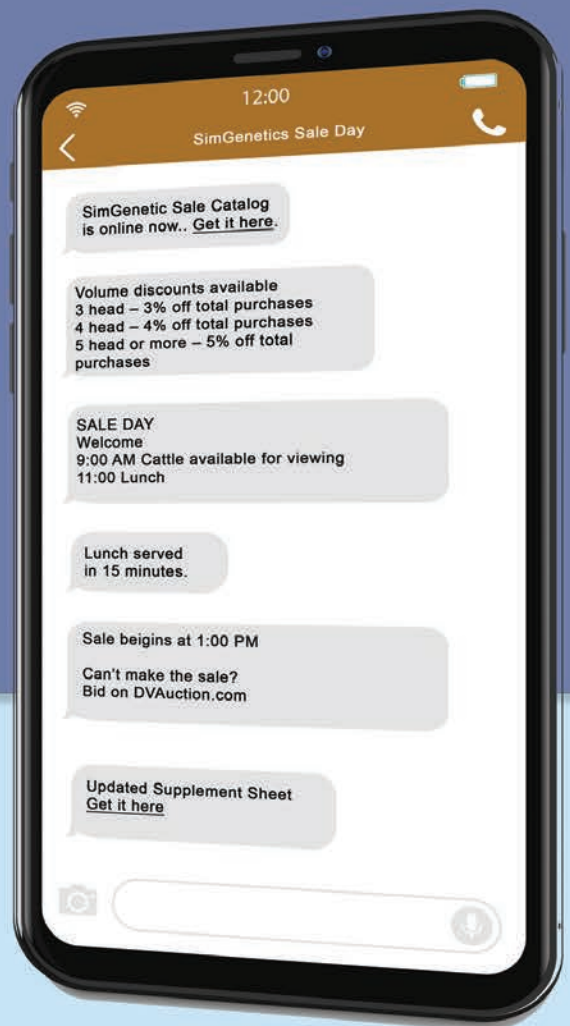 12:00
SimGenetics Sale Day
SimGenetic Sale Catalog
is online now.. Get it here.
Volume discounts available
3 head – 3% off total purchases
4 head – 4% off total purchases
5 head or more – 5% off total
purchases
SALE DAY
Welcome
9:00 AM Cattle available for viewing
11:00 Lunch
Lunch served
in 15 minutes.
Sale beigins at 1:00 PM
Can't make the sale?
Bid on DVAuction.com
Updated Supplement Sheet
Get it here